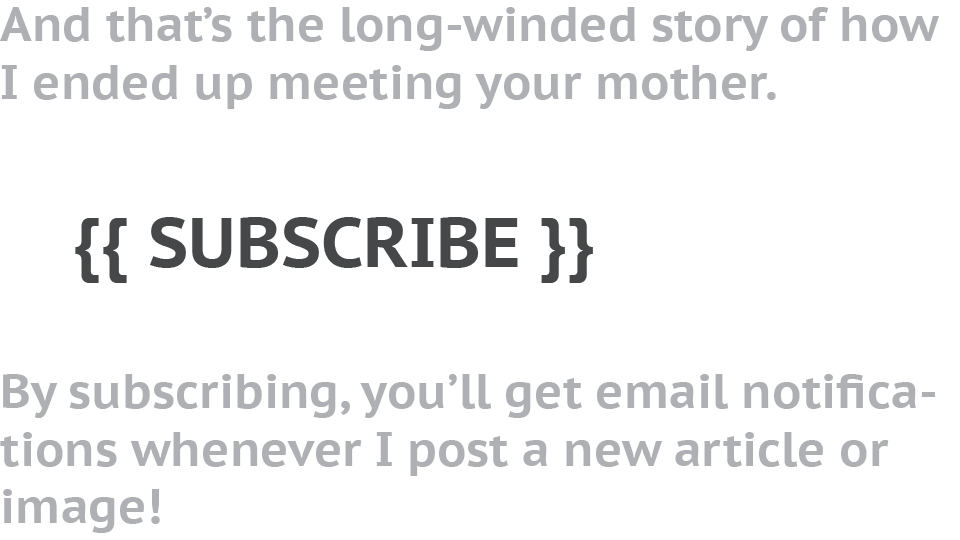 And that’s the long-winded story of how
I ended up meeting your mother.
{{ SUBSCRIBE }}
By subscribing, you’ll get email notifica-
tions whenever I post a new article or
image!